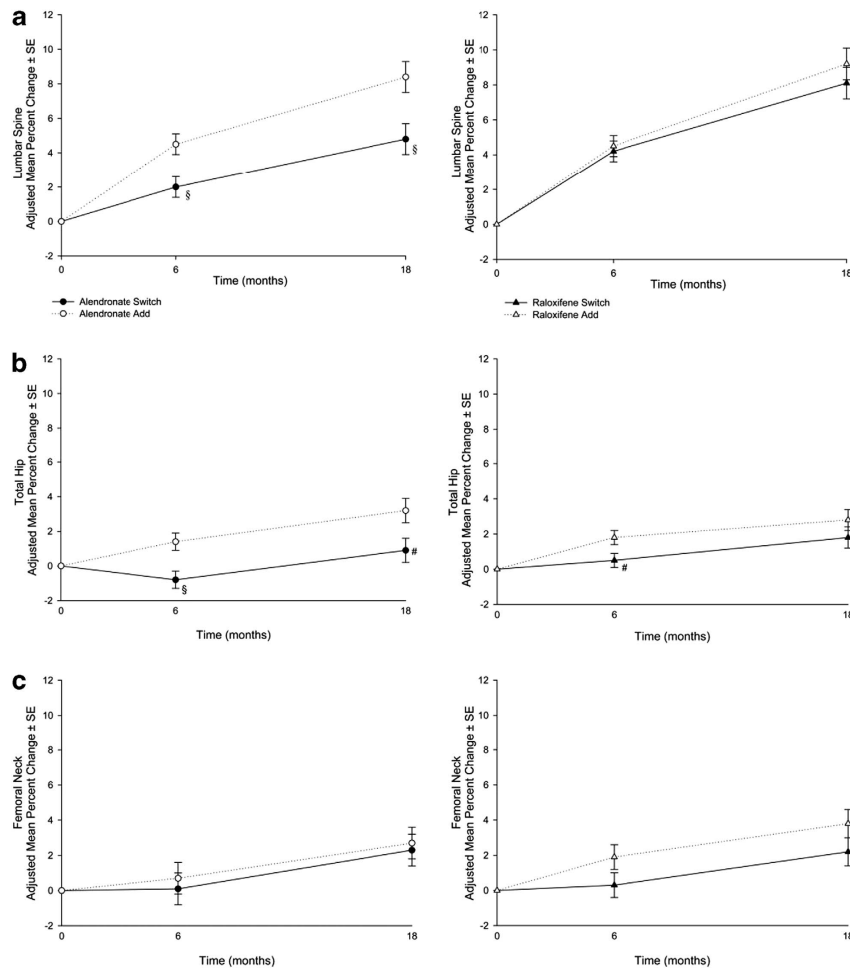 a
Lumbar Spine
Adjusted Mean Percent Change ± SE
12
10
8
6
4
2
0
-2
§
§
0
6
18
Time (months)
Alendronate Switch
Alendronate Add
Lumbar Spine
Adjusted Mean Percent Change ± SE
12
10
8
6
4
2
0
-2
0
6
18
Time (months)
Raloxifene Switch
Raloxifene Add
b
Total Hip
Adjusted Mean Percent Change ± SE
12
10
8
6
4
2
0
-2
§
#
0
6
18
Time (months)
Total Hip
Adjusted Mean Percent Change ± SE
12
10
8
6
4
2
0
-2
#
0
6
18
Time (months)
c
Femoral Neck
Adjusted Mean Percent Change ± SE
12
10
8
6
4
2
0
-2
0
6
18
Time (months)
Femoral Neck
Adjusted Mean Percent Change ± SE
12
10
8
6
4
2
0
-2
0
6
18
Time (months)